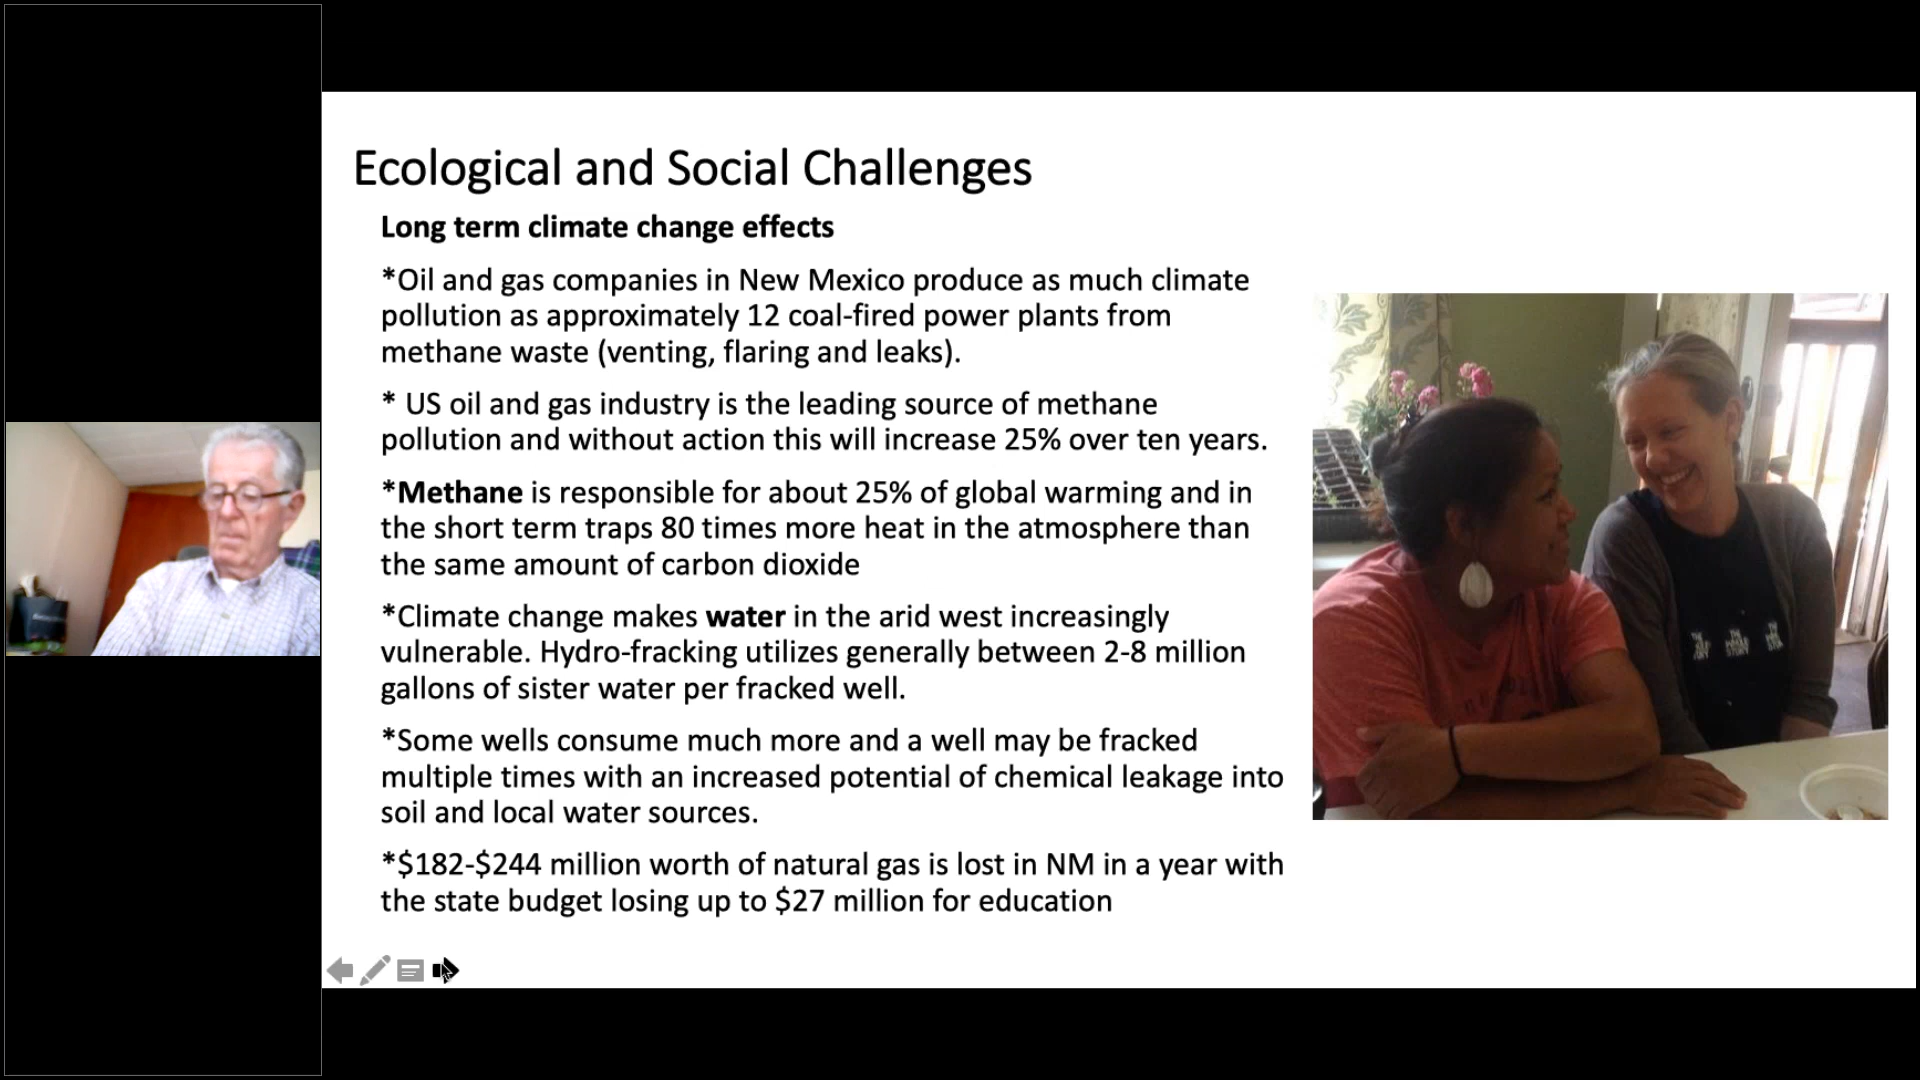 Ecological and Social Challenges
Long term climate change effects
*Oil and gas companies in New Mexico produce as much climate
pollution as approximately 12 coal-fired power plants from
methane waste (venting, flaring and leaks).
* US oil and gas industry is the leading source of methane
pollution and without action this will increase 25% over ten years.
*Methane is responsible for about 25% of global warming and in
the short term traps 80 times more heat in the atmosphere than
the same amount of carbon dioxide
*Climate change makes water in the arid west increasingly
vulnerable. Hydro-fracking utilizes generally between 2-8 million
gallons of sister water per fracked well.
*Some wells consume much more and a well may be fracked
multiple times with an increased potential of chemical leakage into
soil and local water sources.
*$182-$244 million worth of natural gas is lost in NM in a year with
the state budget losing up to $27 million for education